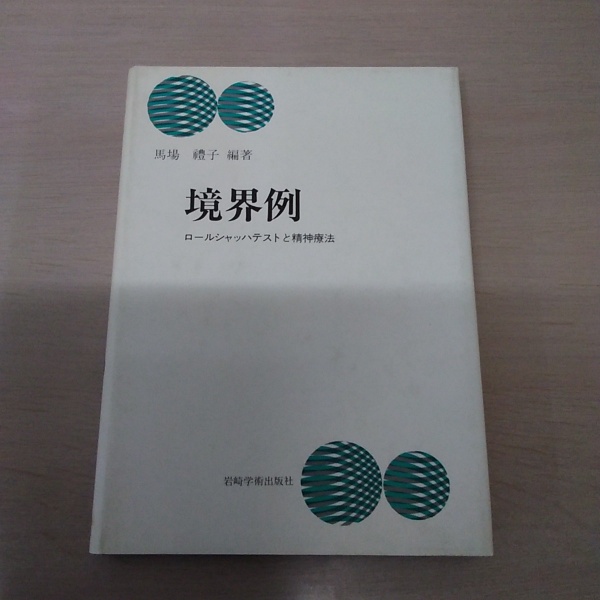 馬場 禮子 編著
境界例
ロールシャッハテストと精神療法
岩崎学術出版社